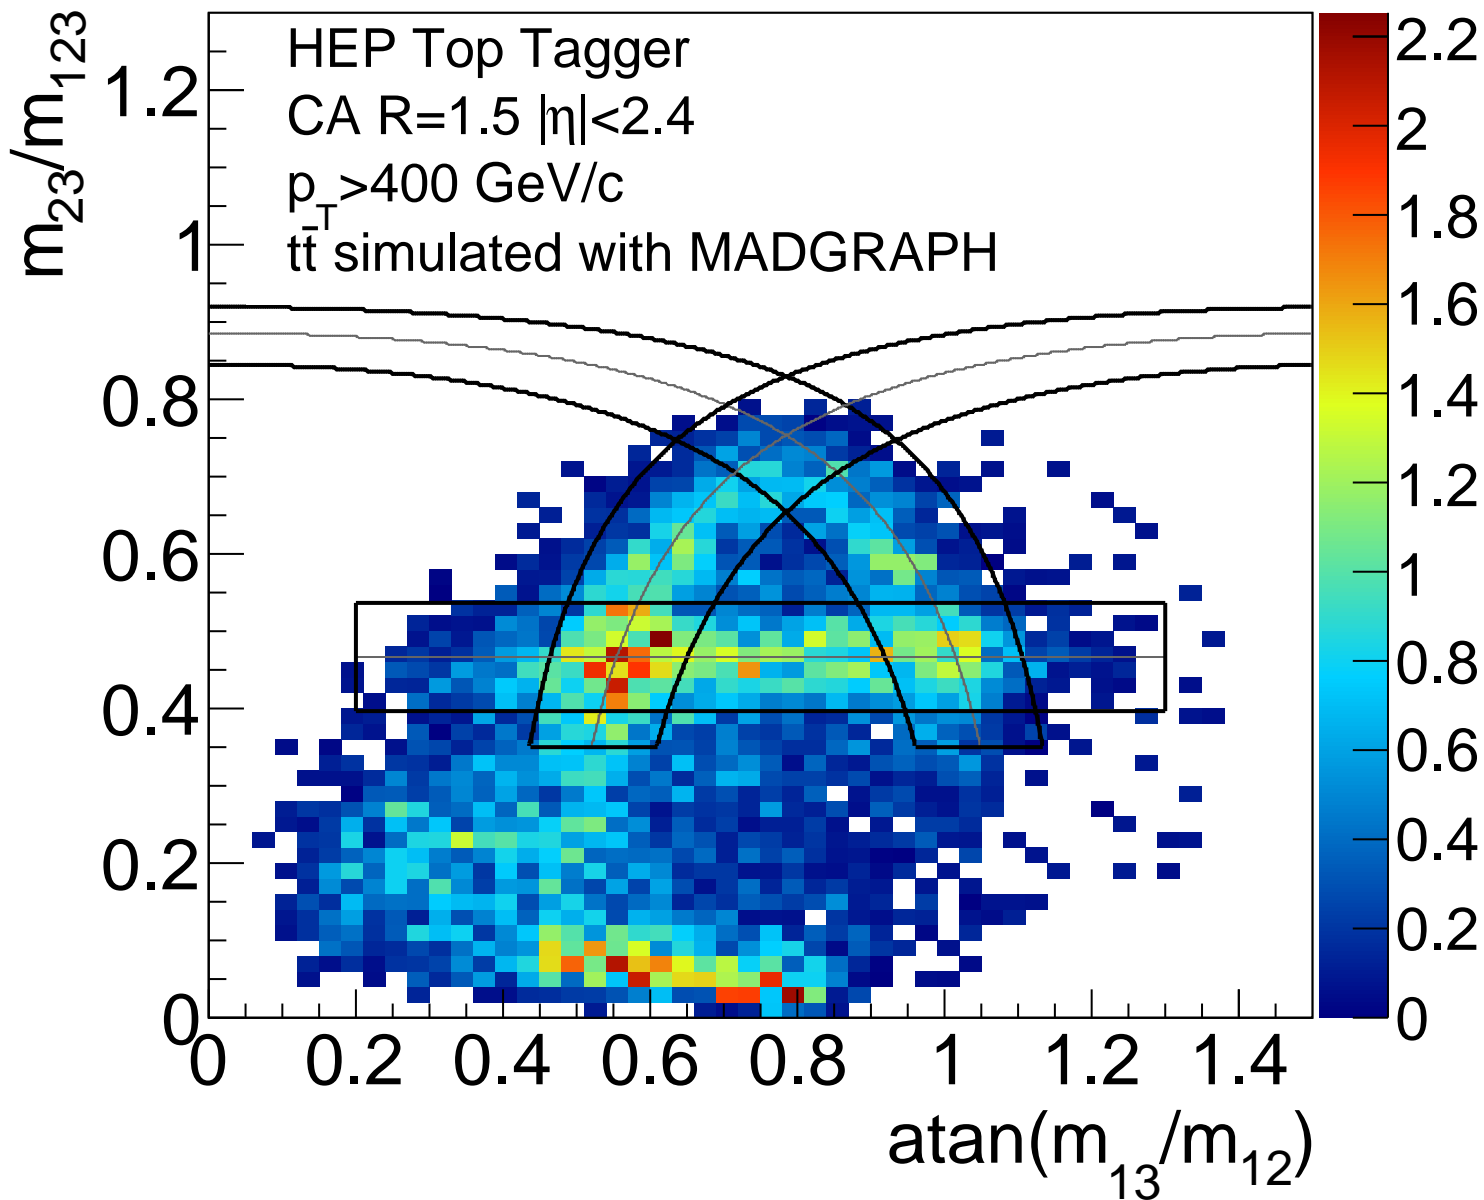 HEP Top Tagger
CA R=1.5 |η|<2.4
p_T>400 GeV/c
tt̄ simulated with MADGRAPH
m_23/m_123
1.2
1
0.8
0.6
0.4
0.2
0
0 0.2 0.4 0.6 0.8 1 1.2 1.4
atan(m_13/m_12)
2.2
2
1.8
1.6
1.4
1.2
1
0.8
0.6
0.4
0.2
0